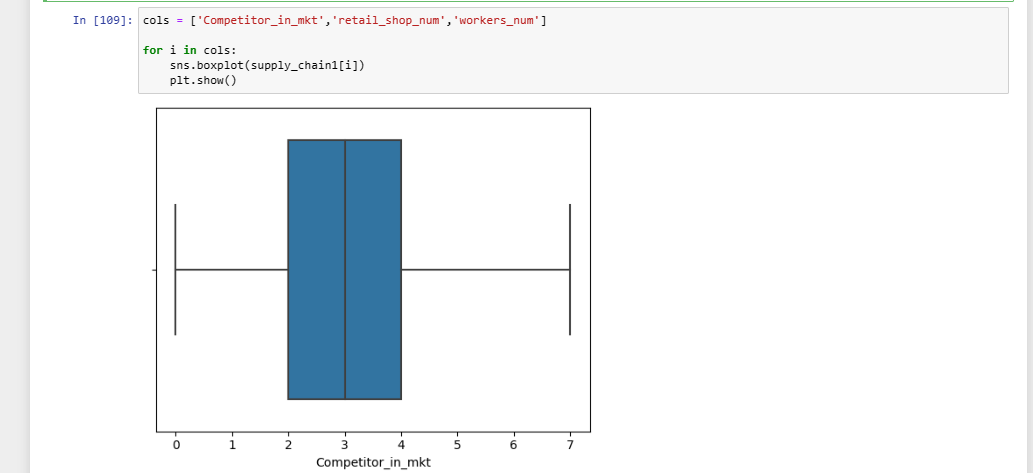 In [109]: cols = ['Competitor_in_mkt','retail_shop_num','workers_num']
for i in cols:
    sns.boxplot(supply_chain1[i])
    plt.show()
0 1 2 3 4 5 6 7
Competitor_in_mkt